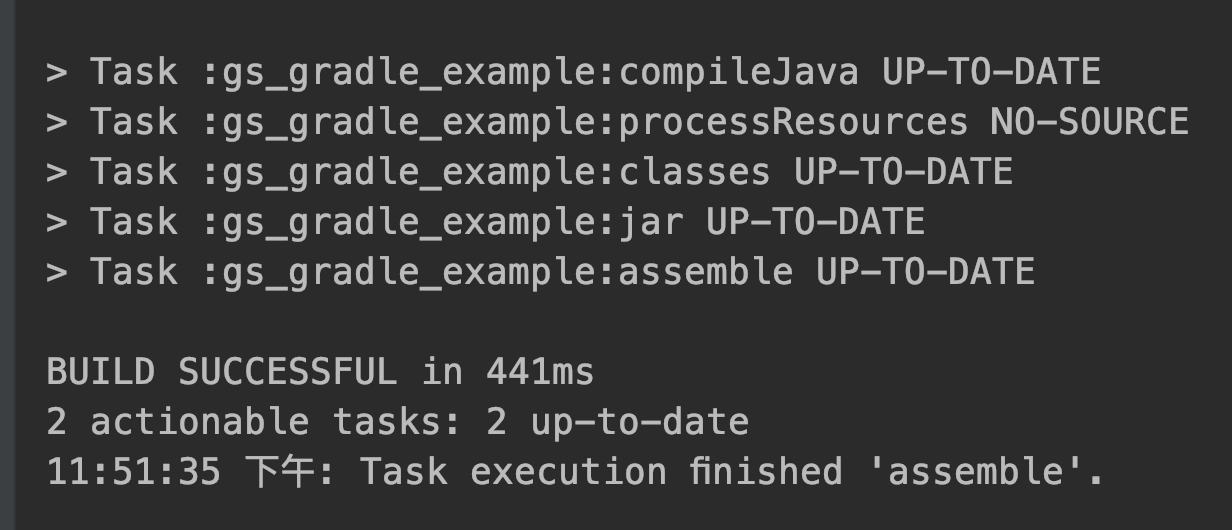 > Task :gs_gradle_example:compileJava UP-TO-DATE
> Task :gs_gradle_example:processResources NO-SOURCE
> Task :gs_gradle_example:classes UP-TO-DATE
> Task :gs_gradle_example:jar UP-TO-DATE
> Task :gs_gradle_example:assemble UP-TO-DATE
BUILD SUCCESSFUL in 441ms
2 actionable tasks: 2 up-to-date
11:51:35 下午: Task execution finished 'assemble'.